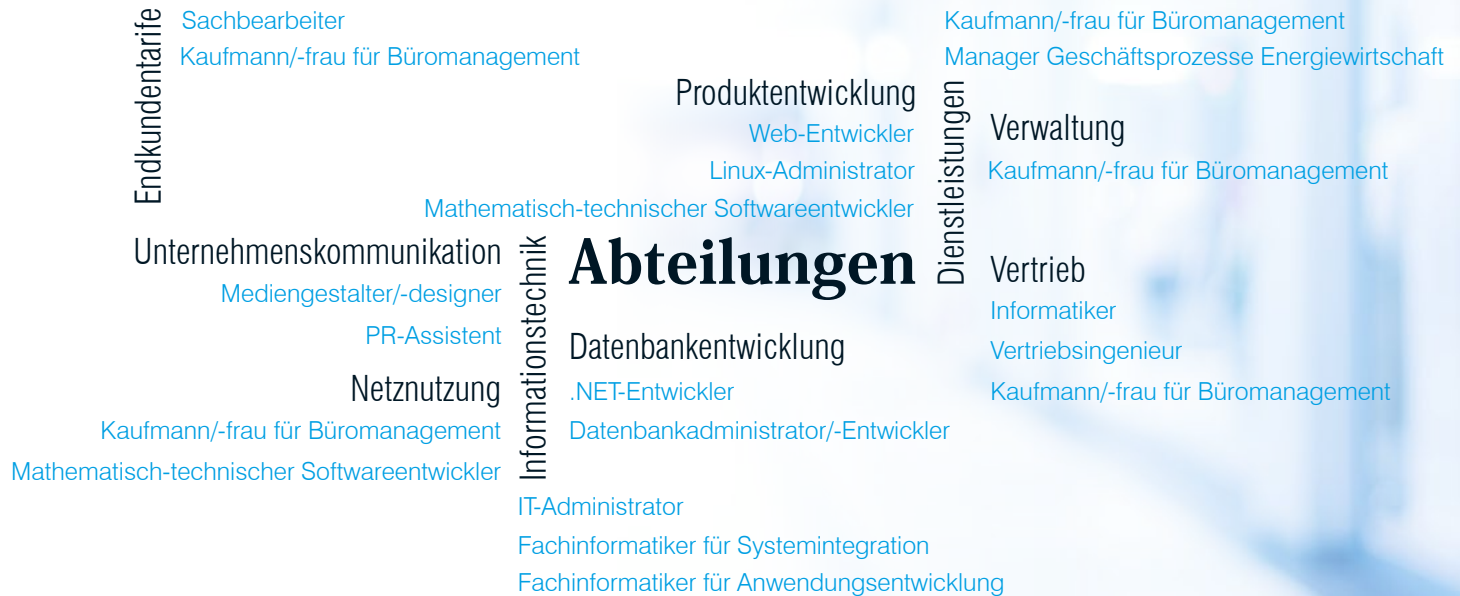 Endkundentarife
Sachbearbeiter
Kaufmann/-frau für Büromanagement
Kaufmann/-frau für Büromanagement
Manager Geschäftsprozesse Energiewirtschaft
Dienstleistungen
Produktentwicklung
Web-Entwickler
Linux-Administrator
Mathematisch-technischer Softwareentwickler
Verwaltung
Kaufmann/-frau für Büromanagement
Abteilungen
Unternehmenskommunikation
Mediengestalter/-designer
PR-Assistent
Netznutzung
Kaufmann/-frau für Büromanagement
Mathematisch-technischer Softwareentwickler
Informationstechnik
IT-Administrator
Fachinformatiker für Systemintegration
Fachinformatiker für Anwendungsentwicklung
Datenbankentwicklung
.NET-Entwickler
Datenbankadministrator/-Entwickler
Vertrieb
Informatiker
Vertriebsingenieur
Kaufmann/-frau für Büromanagement